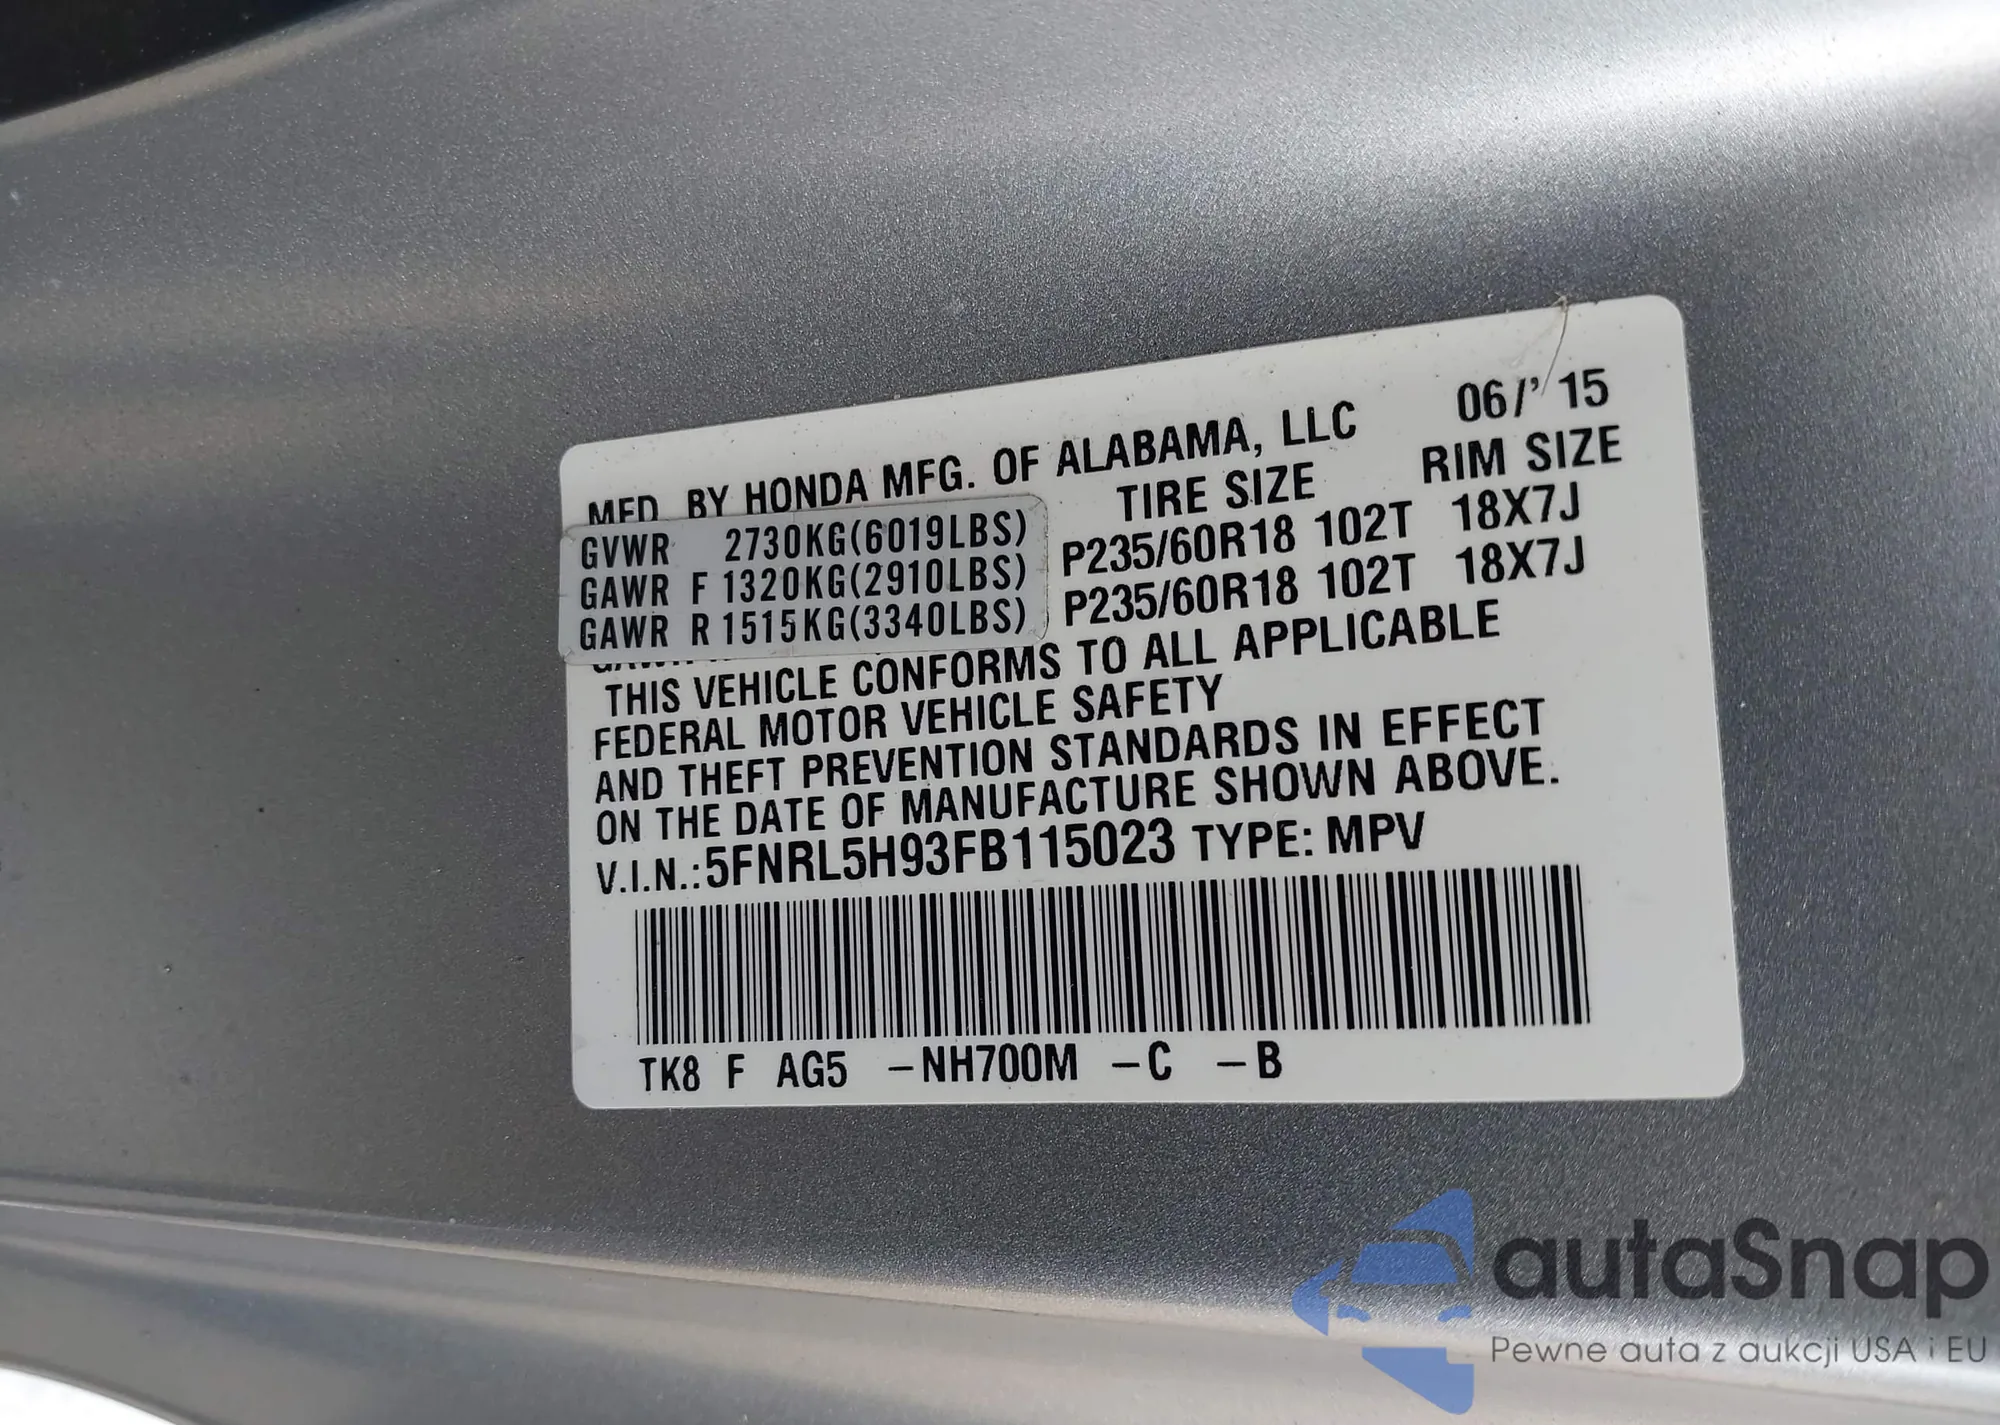 MFD. BY HONDA MFG. OF ALABAMA, LLC 06/' 15
TIRE SIZE RIM SIZE
GVWR 2730KG(6019LBS)
GAWR F 1320KG(2910LBS) P235/60R18 102T 18X7J
GAWR R 1515KG(3340LBS) P235/60R18 102T 18X7J
THIS VEHICLE CONFORMS TO ALL APPLICABLE
FEDERAL MOTOR VEHICLE SAFETY
AND THEFT PREVENTION STANDARDS IN EFFECT
ON THE DATE OF MANUFACTURE SHOWN ABOVE.
V.I.N.:5FNRL5H93FB115023 TYPE: MPV
TK8 F AG5 -NH700M -C -B
autaSnap
Pewne auta z aukcji USA i EU